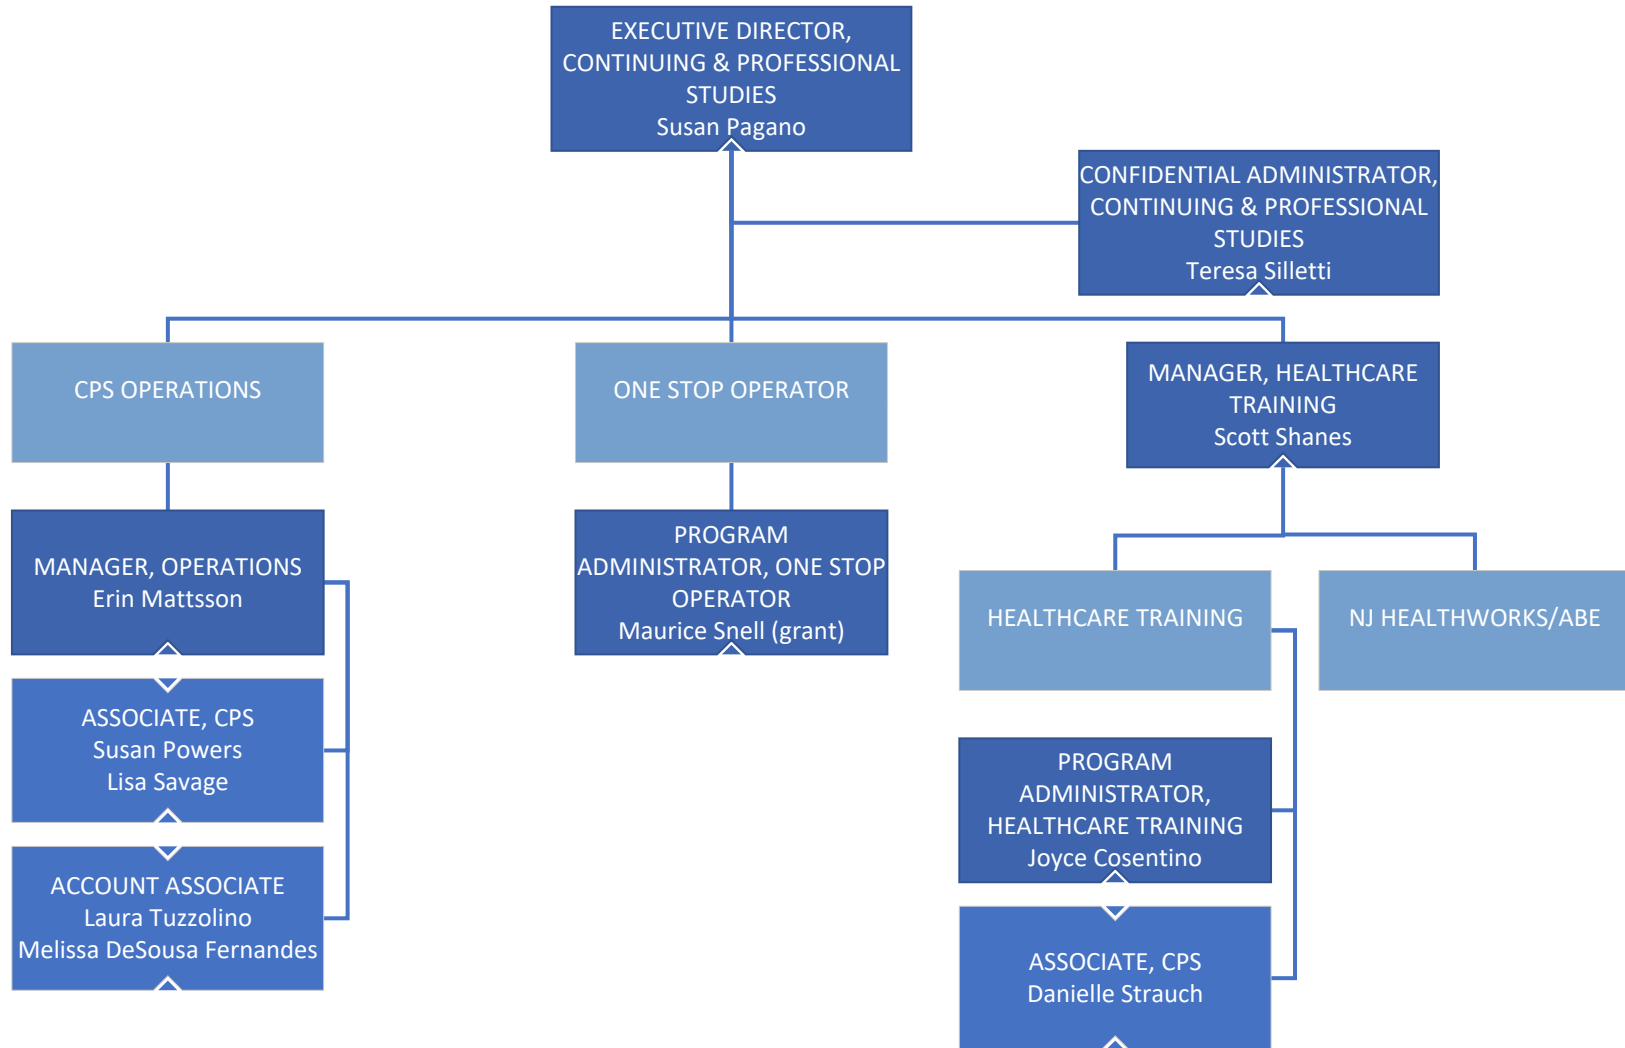 EXECUTIVE DIRECTOR,
CONTINUING & PROFESSIONAL
STUDIES
Susan Pagano
CONFIDENTIAL ADMINISTRATOR,
CONTINUING & PROFESSIONAL
STUDIES
Teresa Silletti
CPS OPERATIONS
ONE STOP OPERATOR
MANAGER, HEALTHCARE
TRAINING
Scott Shanes
MANAGER, OPERATIONS
Erin Mattsson
PROGRAM
ADMINISTRATOR, ONE STOP
OPERATOR
Maurice Snell (grant)
HEALTHCARE TRAINING
NJ HEALTHWORKS/ABE
ASSOCIATE, CPS
Susan Powers
Lisa Savage
PROGRAM
ADMINISTRATOR,
HEALTHCARE TRAINING
Joyce Cosentino
ACCOUNT ASSOCIATE
Laura Tuzzolino
Melissa DeSousa Fernandes
ASSOCIATE, CPS
Danielle Strauch